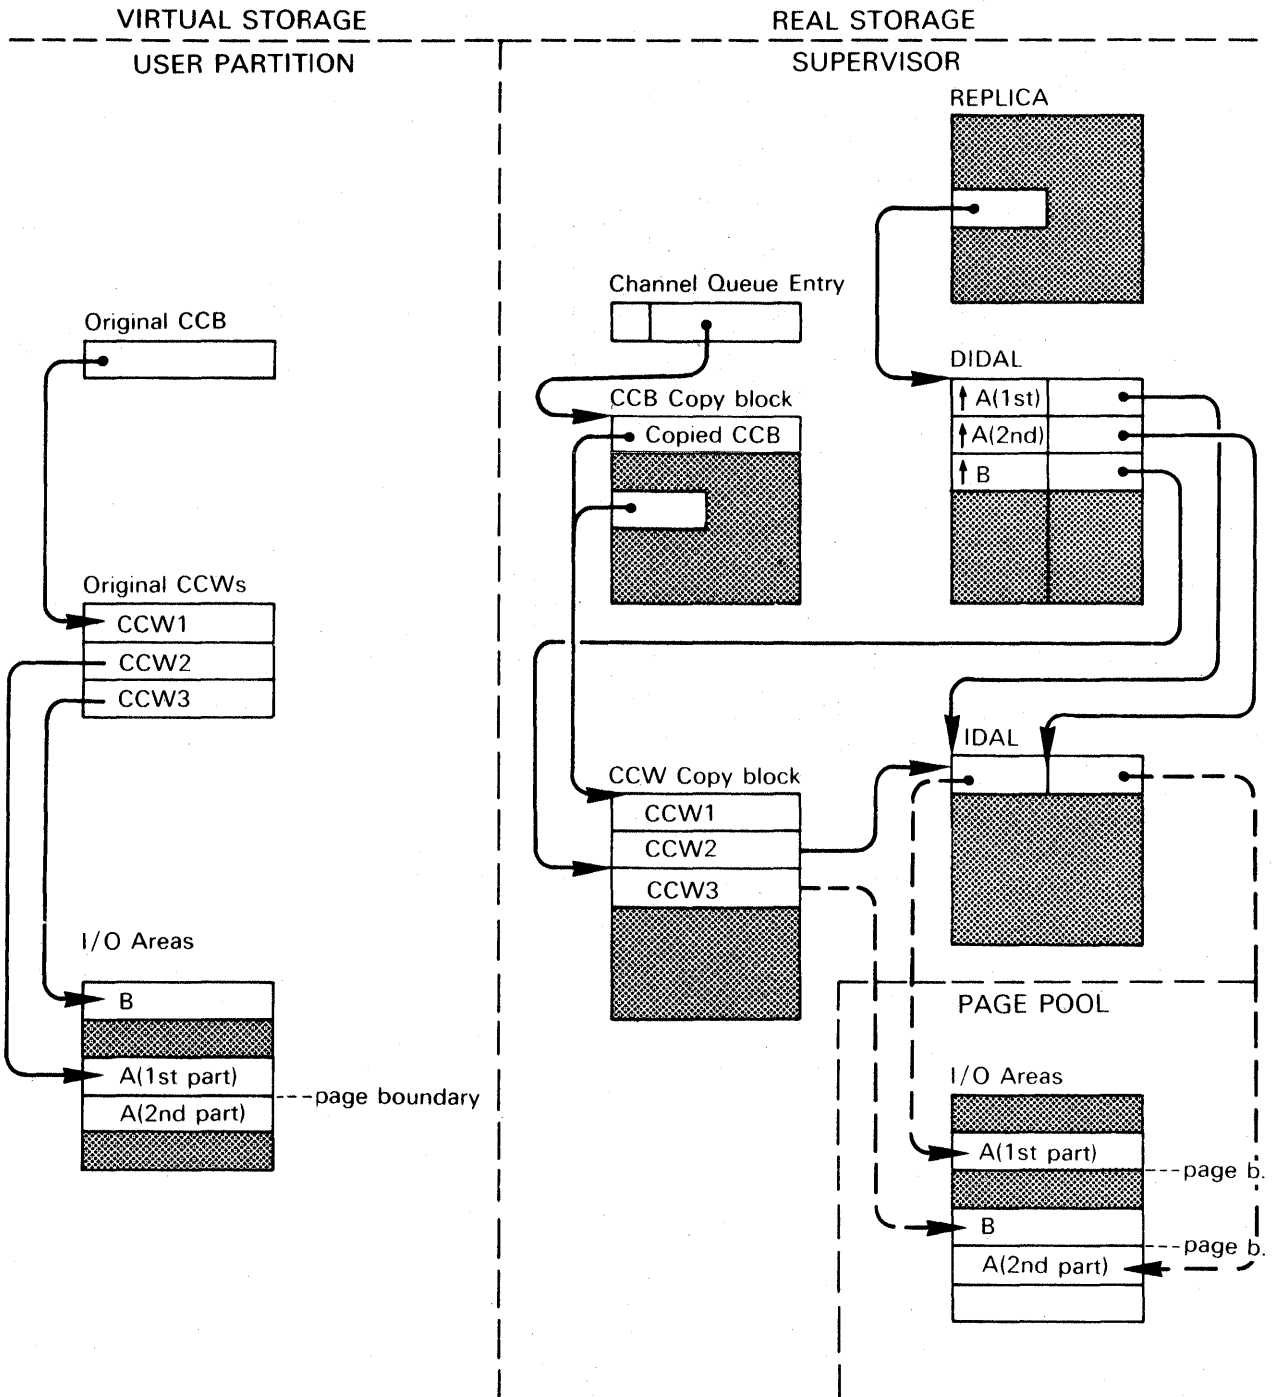 VIRTUAL STORAGE
REAL STORAGE
USER PARTITION
SUPERVISOR
REPLICA
Channel Queue Entry
Original CCB
DIDAL
A(1st)
CCB Copy block
Copied CCB
A(2nd)
B
Original CCWs
CCW1
CCW2
CCW3
IDAL
CCW Copy block
CCW1
CCW2
CCW3
I/O Areas
B
A(1st part)
page boundary
A(2nd part)
PAGE POOL
I/O Areas
A(1st part)
page b.
B
page b.
A(2nd part)